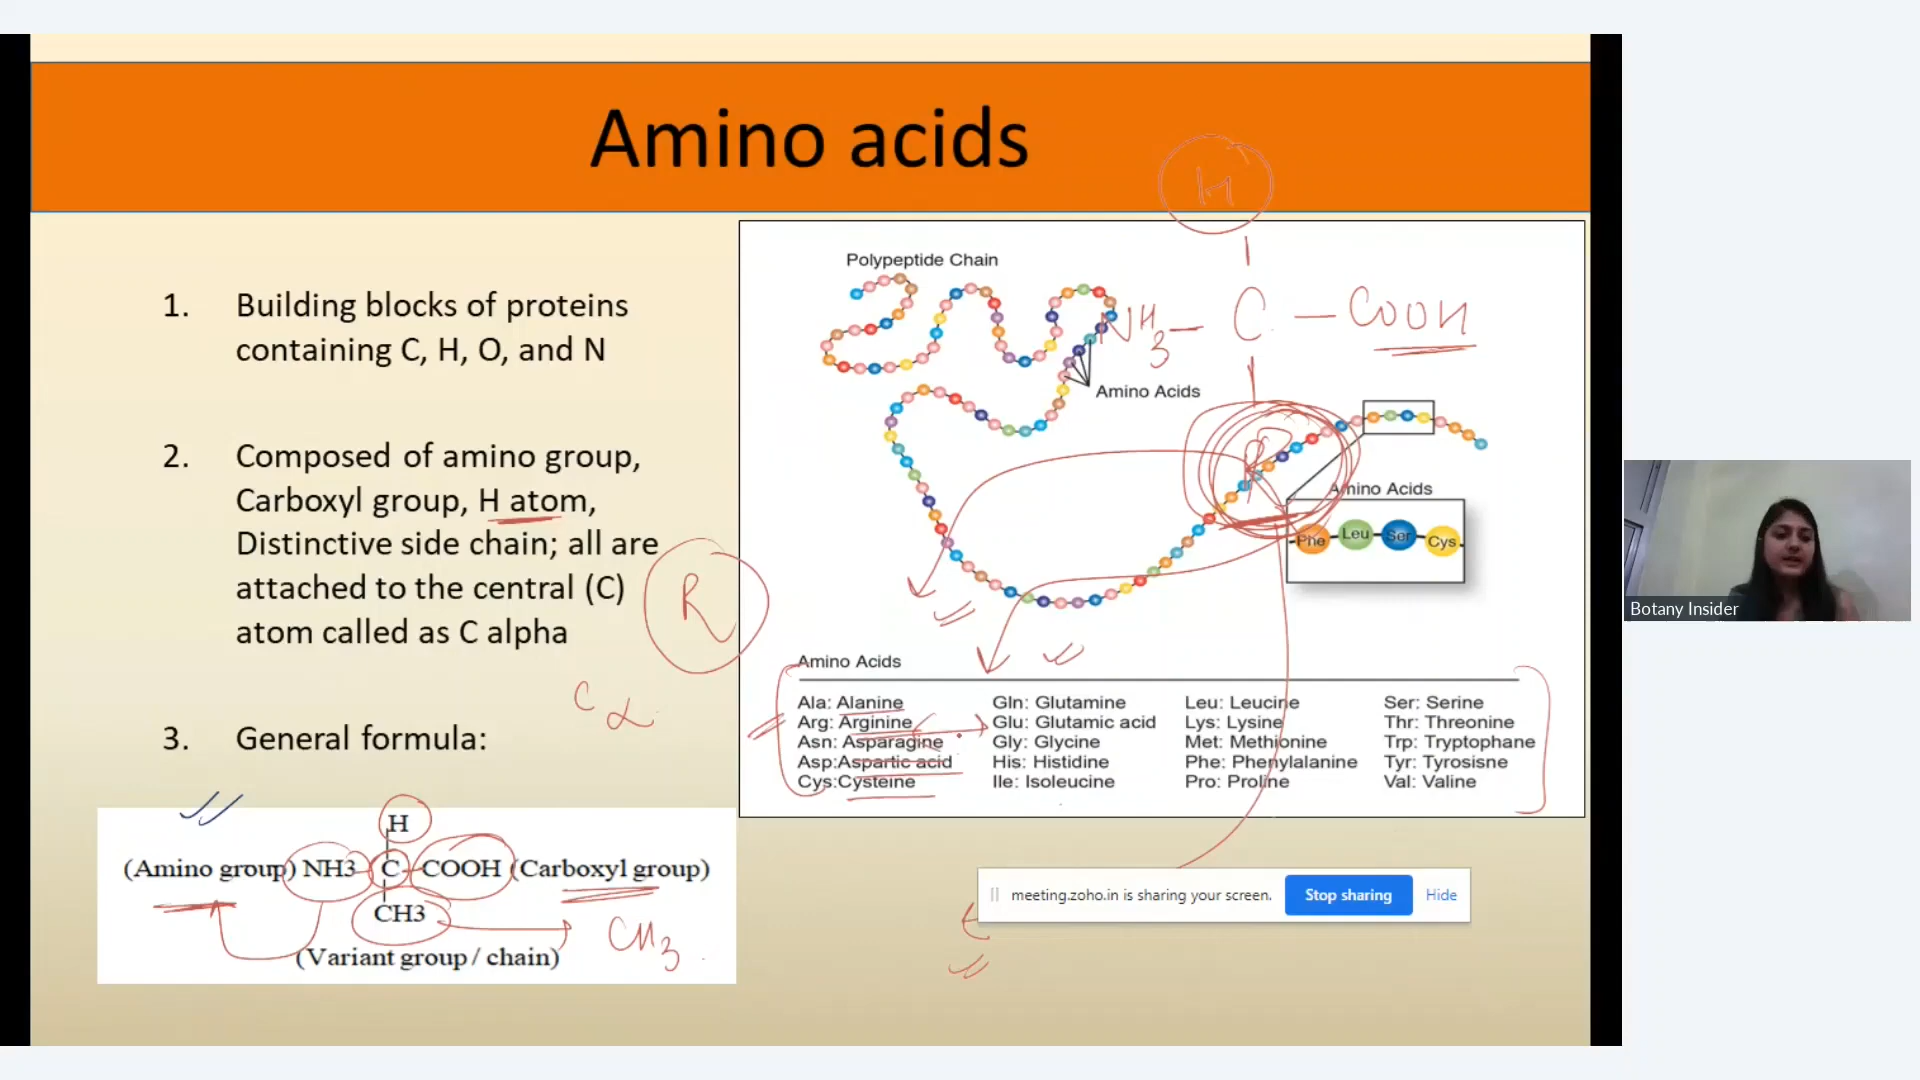 Amino acids
H
1. Building blocks of proteins
containing C, H, O, and N
2. Composed of amino group,
Carboxyl group, H atom,
Distinctive side chain; all are
attached to the central (C)
atom called as C alpha
R
C α
3. General formula:
H
(Amino group) NH3 C COOH (Carboxyl group)
CH3
CH3
(Variant group / chain)
Polypeptide Chain
NH3 – C – COOH
Amino Acids
R
Amino Acids
Phe Leu Ser Cys
Amino Acids
Ala: Alanine Gln: Glutamine Leu: Leucine Ser: Serine
Arg: Arginine Glu: Glutamic acid Lys: Lysine Thr: Threonine
Asn: Asparagine Gly: Glycine Met: Methionine Trp: Tryptophane
Asp:Aspartic acid His: Histidine Phe: Phenylalanine Tyr: Tyrosisne
Cys:Cysteine Ile: Isoleucine Pro: Proline Val: Valine
meeting.zoho.in is sharing your screen. Stop sharing Hide
Botany Insider